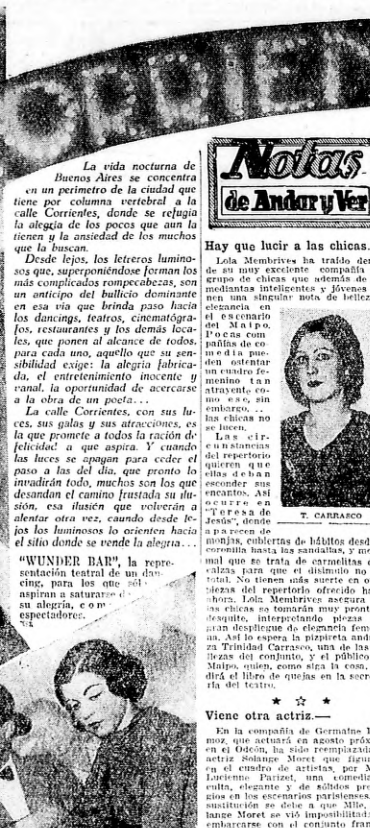 CORRIEN
La vida nocturna de
Buenos Aires se concentra
en un perímetro de la ciudad que
tiene por columna vertebral a la
calle Corrientes, donde se refugia
la alegría de los pocos que aun la
tienen y la ansiedad de los muchos
que la buscan.
Desde lejos, los letreros lumino-
sos que, superponiéndose forman los
más complicados rompecabezas, son
un anticipo del bullicio dominante
en esa vía que brinda paso hacia
los dancings, teatros, cinematógra-
fos, restaurantes y los demás loca-
les, que ponen al alcance de todos,
para cada uno, aquello que su sen-
sibilidad exige: la alegría fabrica-
da, el entretenimiento inocente y
vanal, la oportunidad de acercarse
a la obra de un poeta...
La calle Corrientes, con sus lu-
ces, sus galas y sus atracciones, es
la que promete a todos la ración de
felicidad a que aspira. Y cuando
las luces se apagan para ceder el
paso a las del día, que pronto lo
invadirán todo, muchos son los que
desandan el camino frustada su ilu-
sión, esa ilusión que volverán a
alentar otra vez, caundo desde le-
jos los luminosos lo orienten hacia
el sitio donde se vende la alegría...
"WUNDER BAR", la repre-
sentación teatral de un dan-
cing, para los que
aspiran a saturarse
su alegría,
espectadores.
Notas
de Andar y Ver
Hay que lucir a las chicas.
Lola Membrives ha traído
de su muy excelente compañía
grupo de chicas que además de
mediantas inteligentes y jóvenes
nen una singular nota de
elegancia en
el escenario
del Maipo.
Pocas com-
pañías de co-
media pue-
den ostentar
un cuadro fe-
menino tan
atrayente co-
mo ese, sin
embargo, ..
las chicas no
se lucen.
Las cir-
cunstancias
del repertorio
quieren que
ellas deban
esconder sus
encantos. Así
ocurre en
"Teresa de
Jesús", donde
aparecen de
T. CARRASCO
monjas, cubiertas de hábitos
coronilla hasta las sandalias, y
mal que se trata de carmelitas
calzas para que el disimulo no
total. No tienen más suerte en
piezas del repertorio ofrecido
ahora. Lola Membrives asegura
las chicas se tomarán muy
desquite, interpretando piezas
gran despliegue de elegancia
na. Así lo espera la pizpireta
za Trinidad Carrasco, una de las
llezas del conjunto, y el público
Maipo, quien, como siga la cosa,
dirá el libro de quejas en la
ría del teatro.
★ ☆ ★
Viene otra actriz.—
En la compañía de Germaine
moz, que actuará en agosto
en el Odeón, ha sido reemplazada
actriz Solange Moret que
en el cuadro de artistas, por
Lucienne Parizet, una
culta, elegante y de sólidos
gios en los escenarios parisienses.
sustitución se debe a que Mlle.
lange Moret se vió
embarcarse con el conjunto